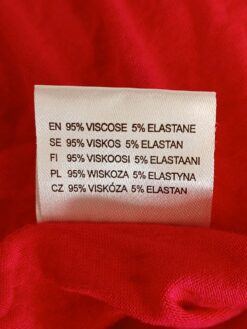 EN 95% VISCOSE 5% ELASTANE
SE 95% VISKOS 5% ELASTAN
FI 95% VISKOOSI 5% ELASTAANI
PL 95% WISKOZA 5% ELASTYNA
CZ 95% VISKÓZA 5% ELASTAN